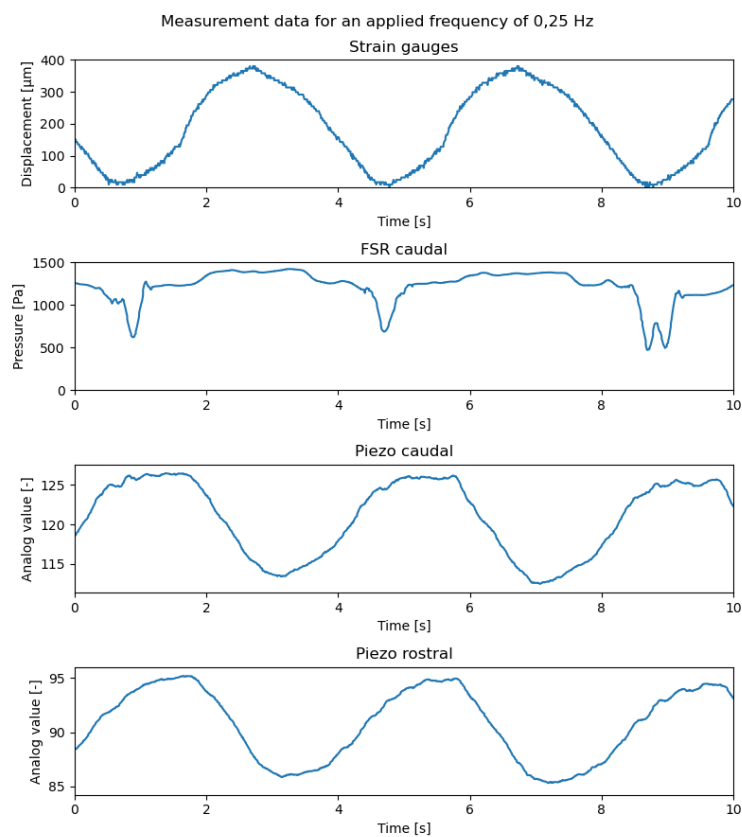 Measurement data for an applied frequency of 0,25 Hz
Strain gauges
Displacement [μm]
400
300
200
100
0
0 2 4 6 8 10
Time [s]
FSR caudal
Pressure [Pa]
1500
1000
500
0
0 2 4 6 8 10
Time [s]
Piezo caudal
Analog value [-]
125
120
115
0 2 4 6 8 10
Time [s]
Piezo rostral
Analog value [-]
95
90
85
0 2 4 6 8 10
Time [s]